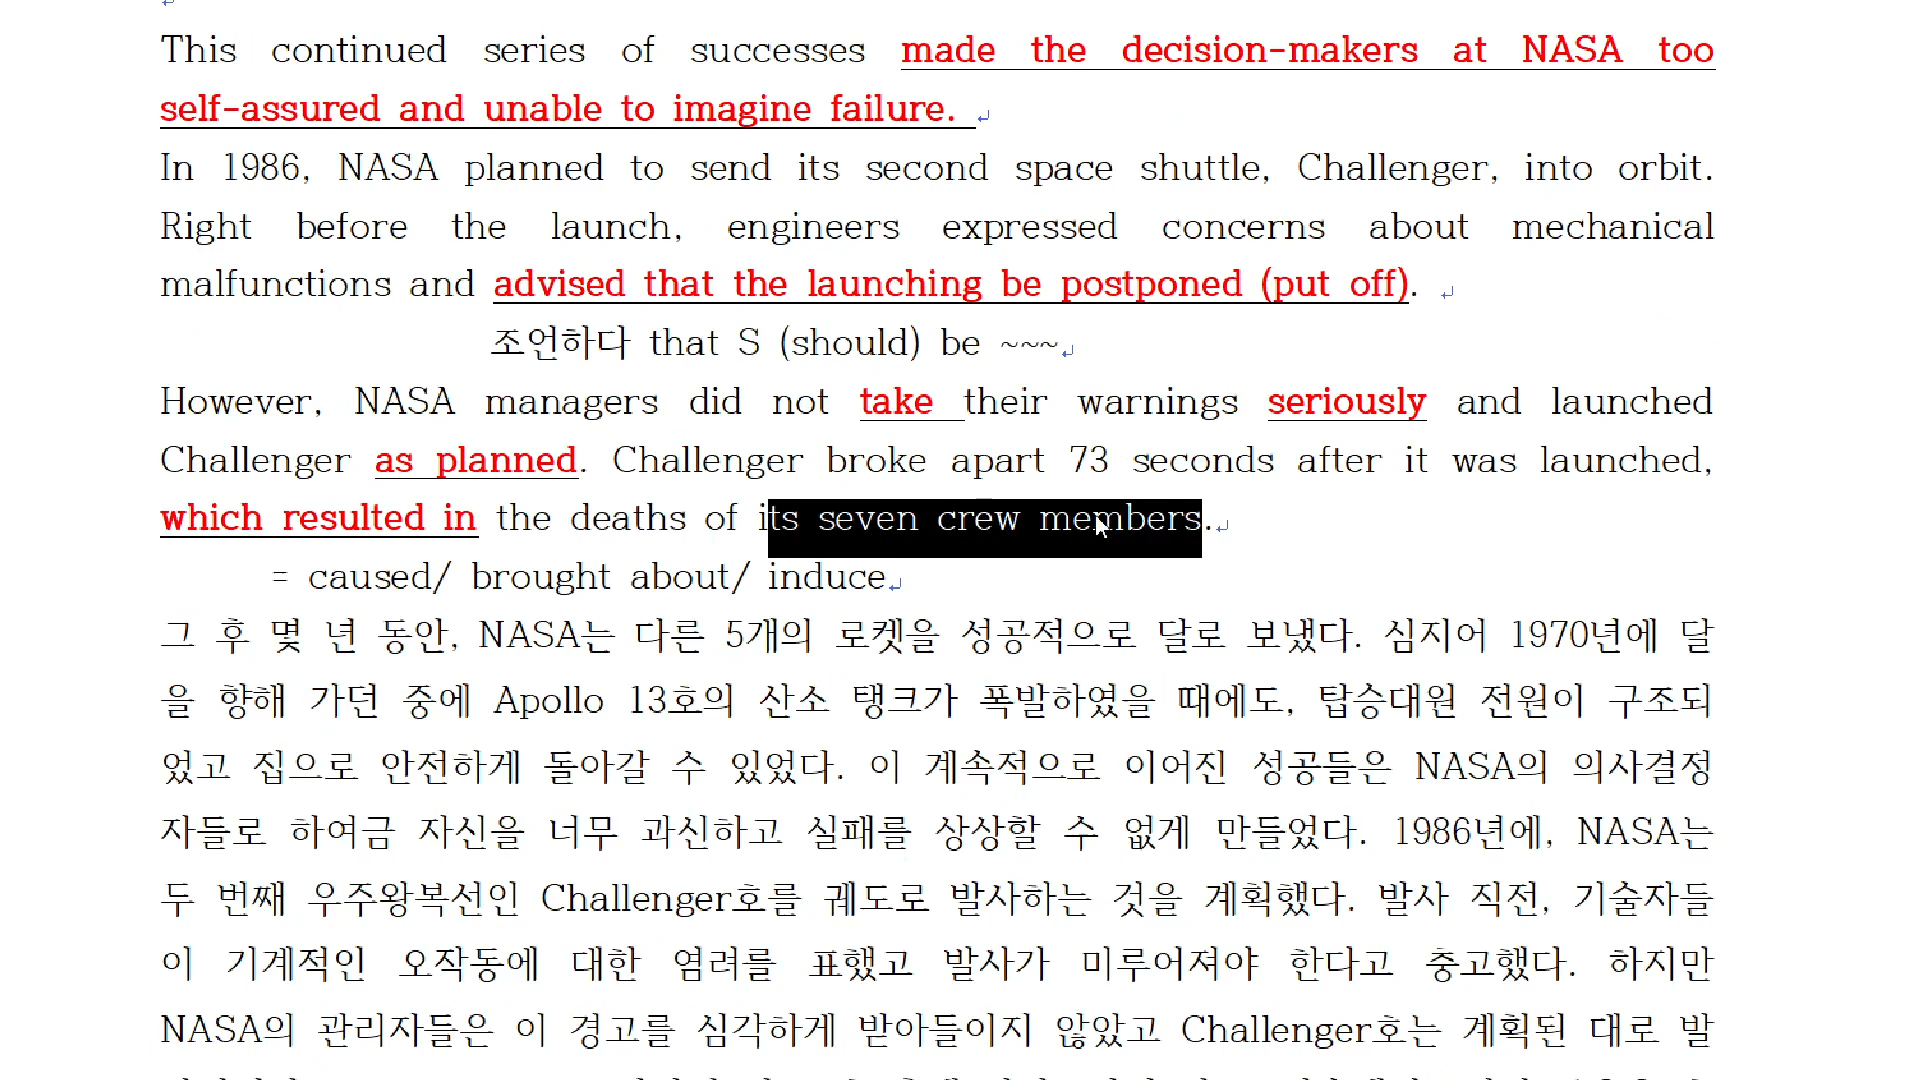 This continued series of successes made the decision-makers at NASA too
self-assured and unable to imagine failure.
In 1986, NASA planned to send its second space shuttle, Challenger, into orbit.
Right before the launch, engineers expressed concerns about mechanical
malfunctions and advised that the launching be postponed (put off).
조언하다 that S (should) be ~~~
However, NASA managers did not take their warnings seriously and launched
Challenger as planned. Challenger broke apart 73 seconds after it was launched,
which resulted in the deaths of its seven crew members.
= caused/ brought about/ induce
그 후 몇 년 동안, NASA는 다른 5개의 로켓을 성공적으로 달로 보냈다. 심지어 1970년에 달
을 향해 가던 중에 Apollo 13호의 산소 탱크가 폭발하였을 때에도, 탑승대원 전원이 구조되
었고 집으로 안전하게 돌아갈 수 있었다. 이 계속적으로 이어진 성공들은 NASA의 의사결정
자들로 하여금 자신을 너무 과신하고 실패를 상상할 수 없게 만들었다. 1986년에, NASA는
두 번째 우주왕복선인 Challenger호를 궤도로 발사하는 것을 계획했다. 발사 직전, 기술자들
이 기계적인 오작동에 대한 염려를 표했고 발사가 미루어져야 한다고 충고했다. 하지만
NASA의 관리자들은 이 경고를 심각하게 받아들이지 않았고 Challenger호는 계획된 대로 발